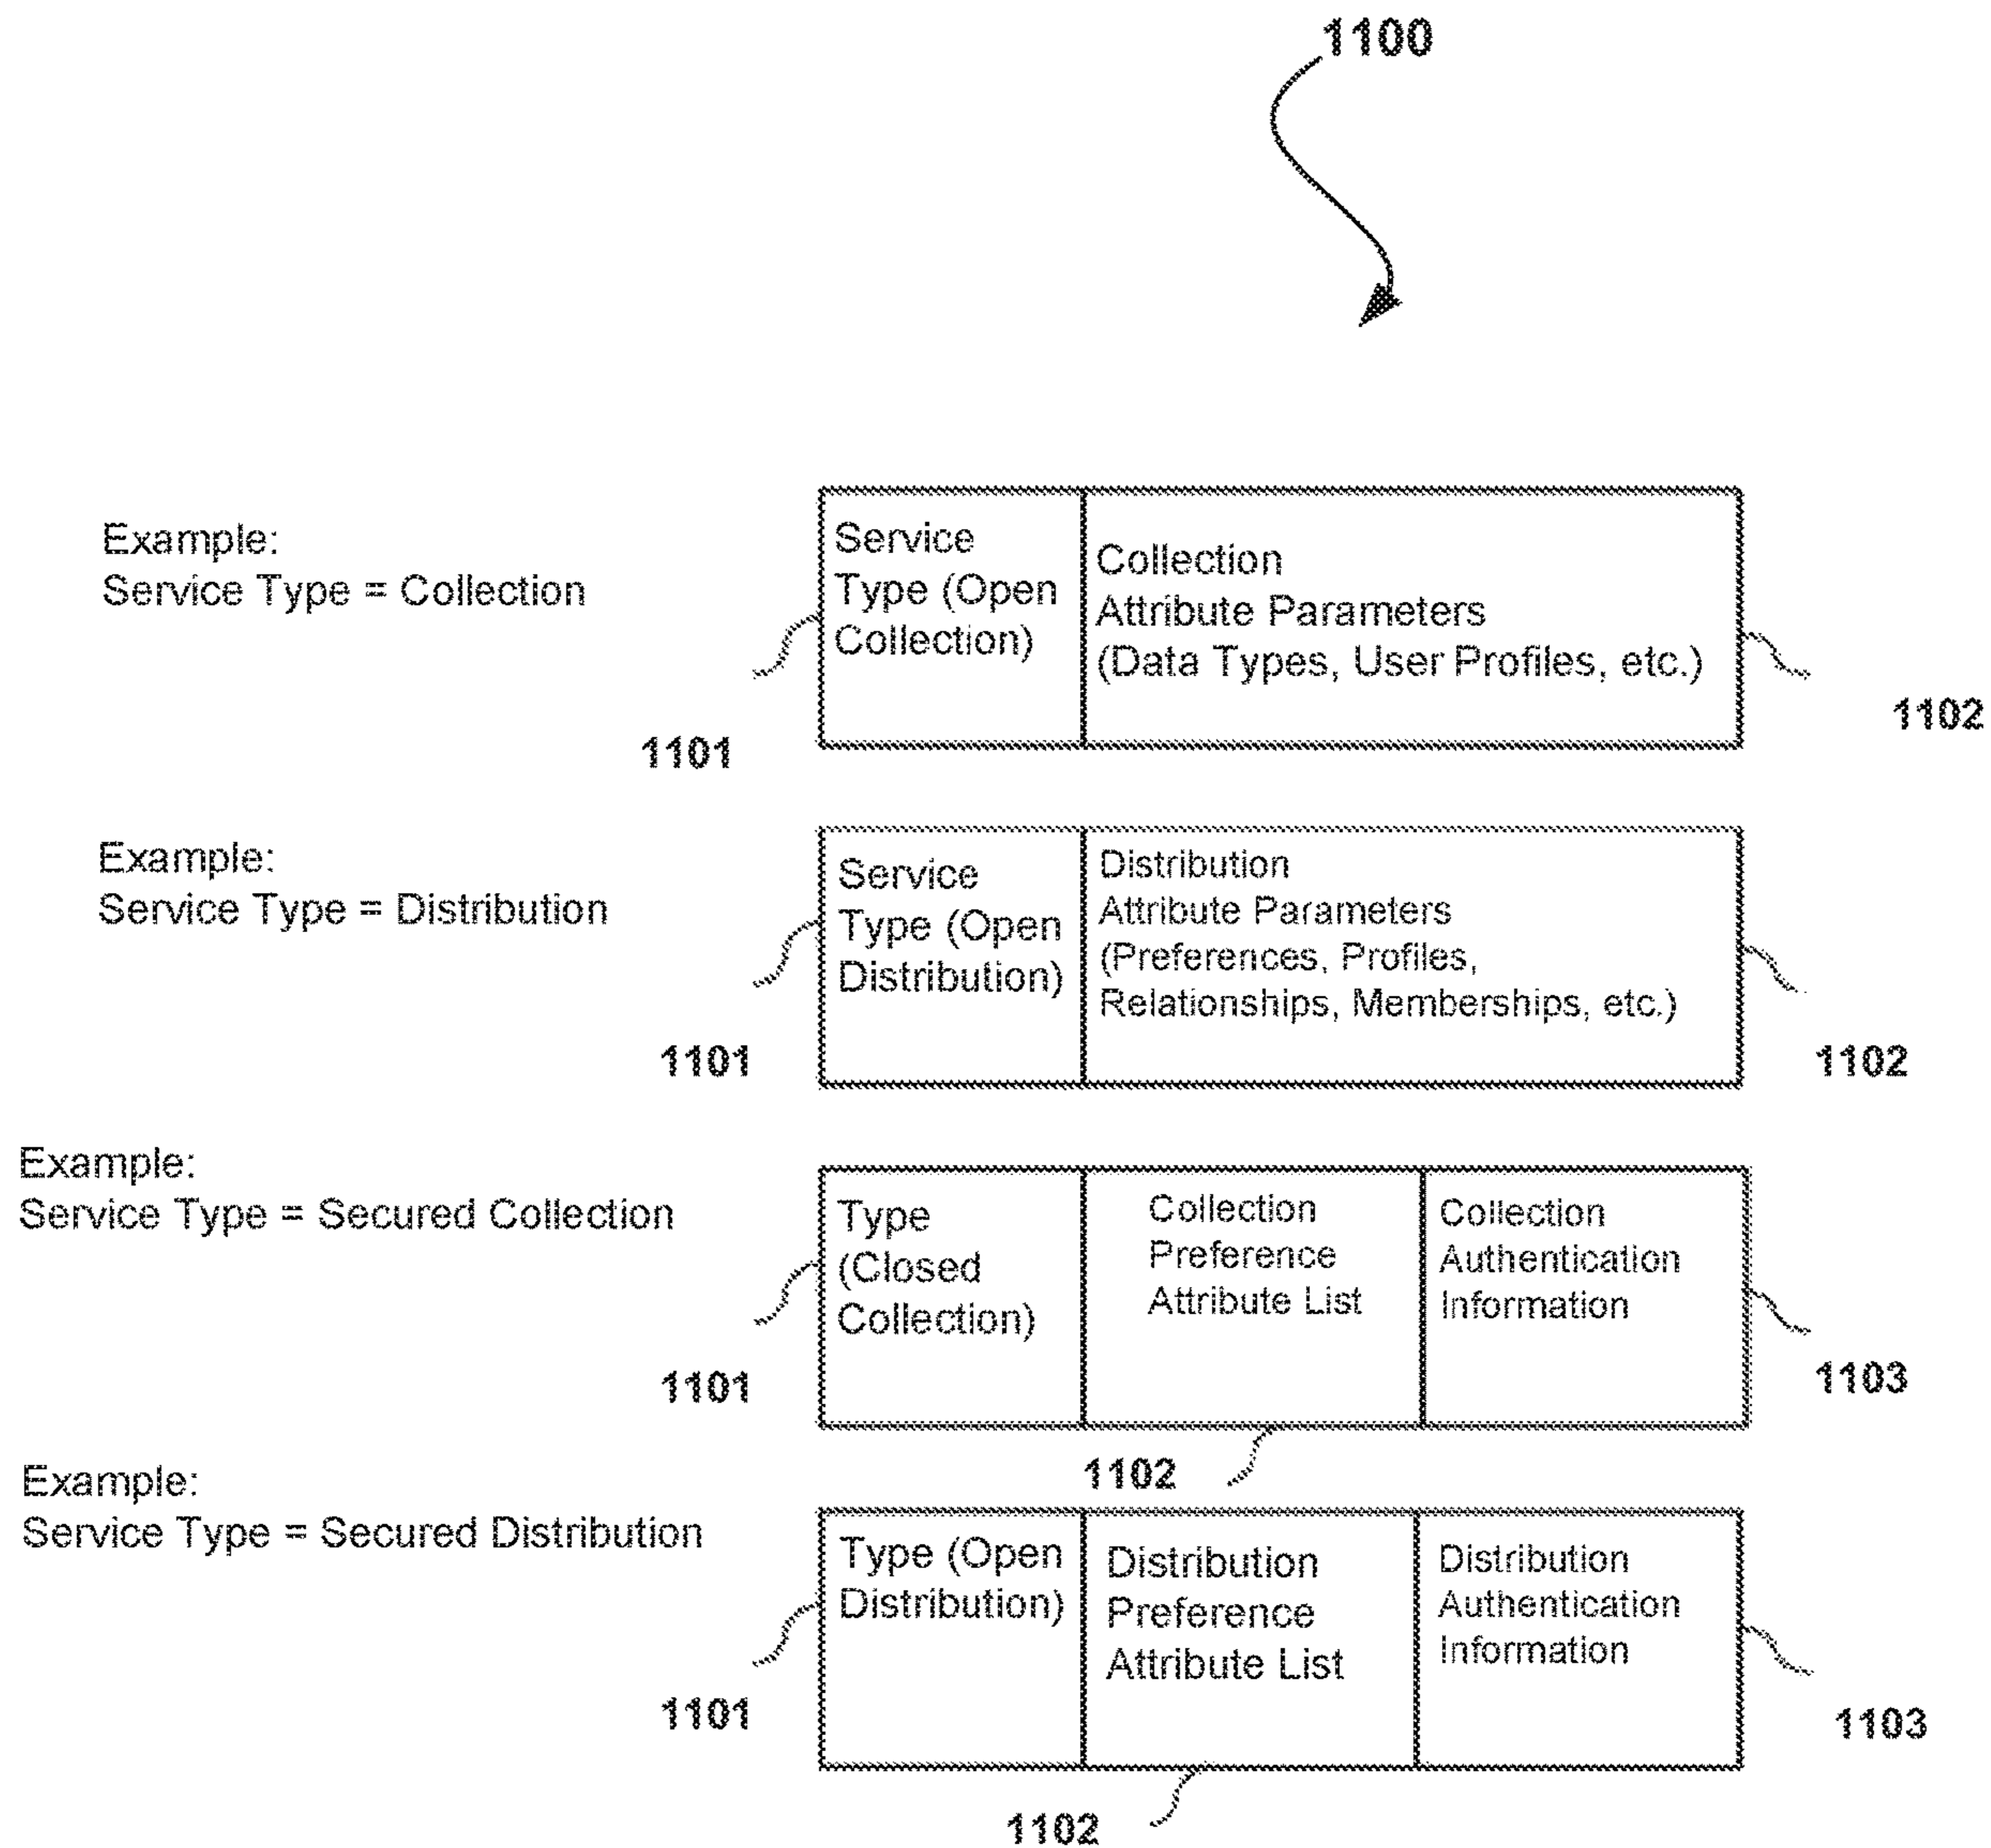 1100
Example:
Service Type = Collection
Service
Type (Open
Collection)
Collection
Attribute Parameters
(Data Types, User Profiles, etc.)
1101
1102
Example:
Service Type = Distribution
Service
Type (Open
Distribution)
Distribution
Attribute Parameters
(Preferences, Profiles,
Relationships, Memberships, etc.)
1101
1102
Example:
Service Type = Secured Collection
Type
(Closed
Collection)
Collection
Preference
Attribute List
Collection
Authentication
Information
1101
1102
1103
Example:
Service Type = Secured Distribution
Type (Open
Distribution)
Distribution
Preference
Attribute List
Distribution
Authentication
Information
1101
1102
1103